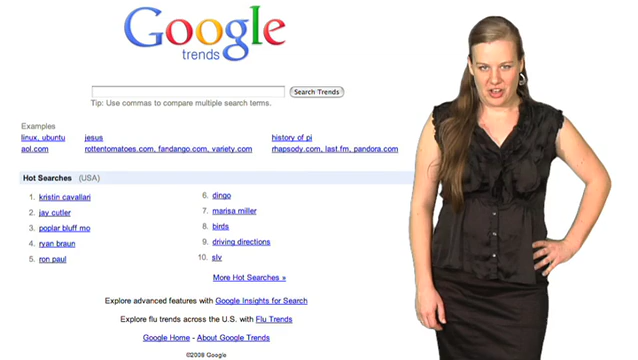 Google
trends
Search Trends
Tip: Use commas to compare multiple search terms.
Examples
linux, ubuntu jesus history of pi
aol.com rottentomatoes.com, fandango.com, variety.com rhapsody.com, last.fm, pandora.com
Hot Searches (USA)
1. kristin cavallari 6. dingo
2. jay cutler 7. marisa miller
3. poplar bluff mo 8. birds
4. ryan braun 9. driving directions
5. ron paul 10. slv
More Hot Searches »
Explore advanced features with Google Insights for Search
Explore flu trends across the U.S. with Flu Trends
Google Home - About Google Trends
©2008 Google